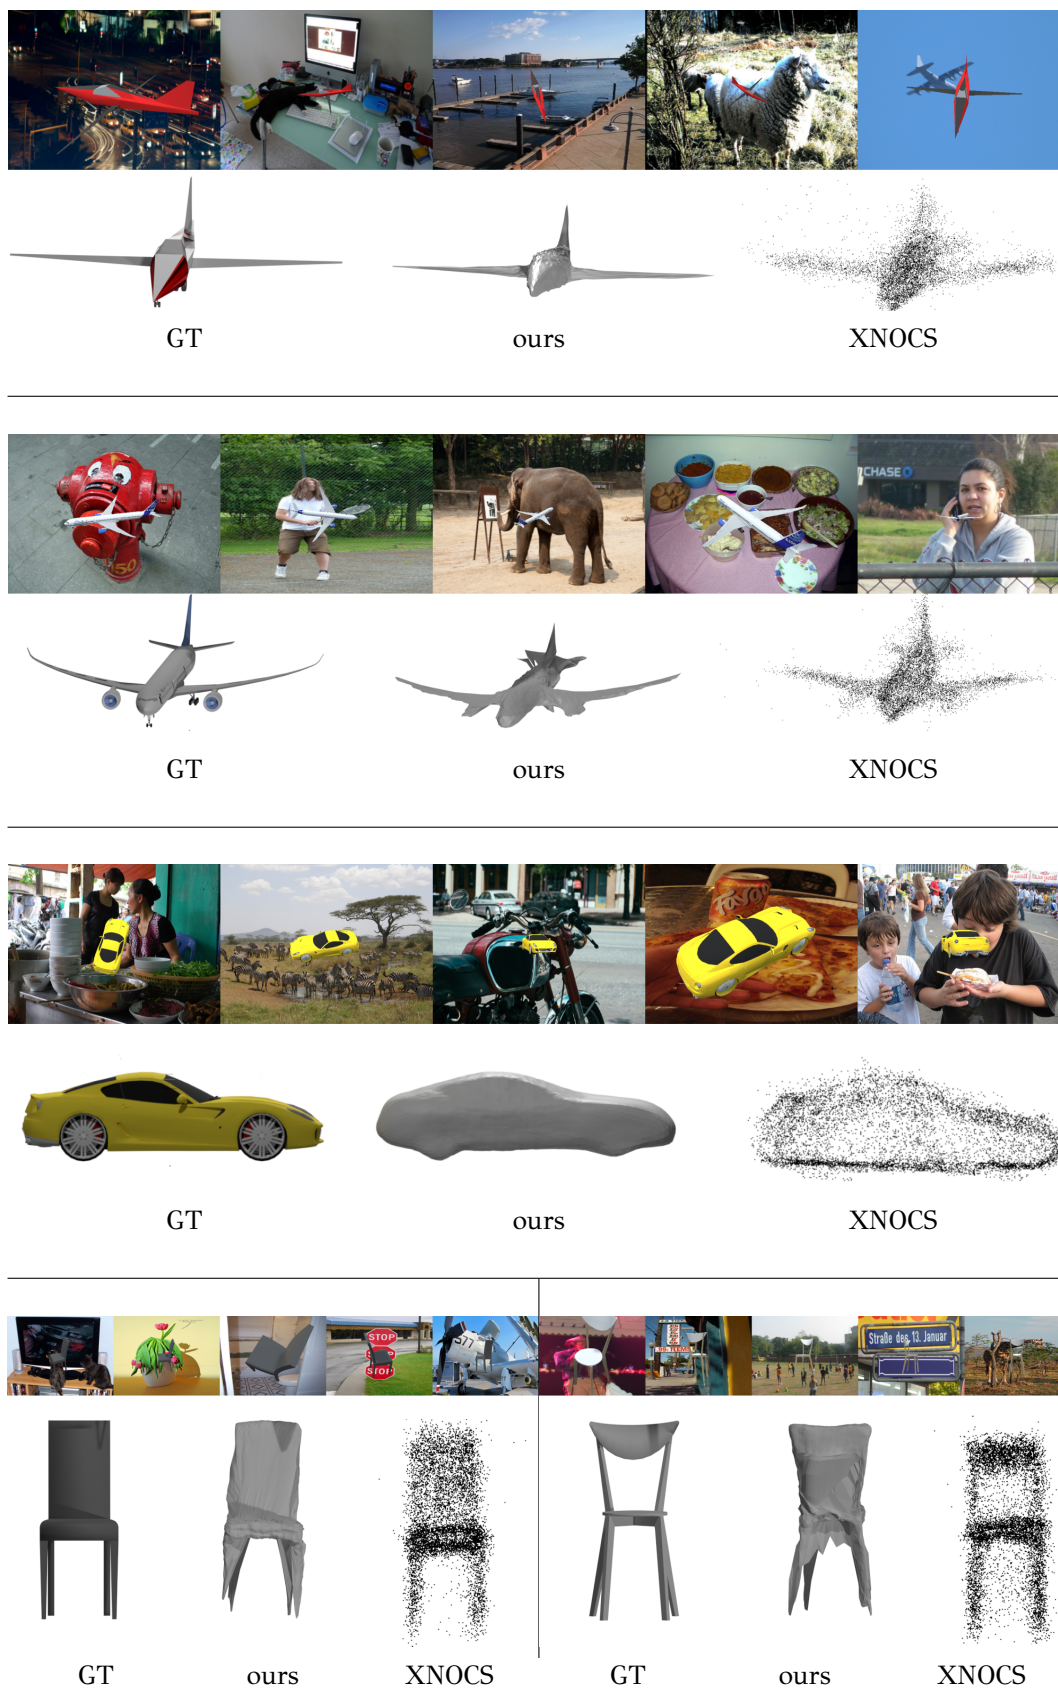 GT ours XNOCS
CHASE
GT ours XNOCS
GT ours XNOCS
STOP
STOP
577
Straße des 13. Januar
GT ours XNOCS GT ours XNOCS